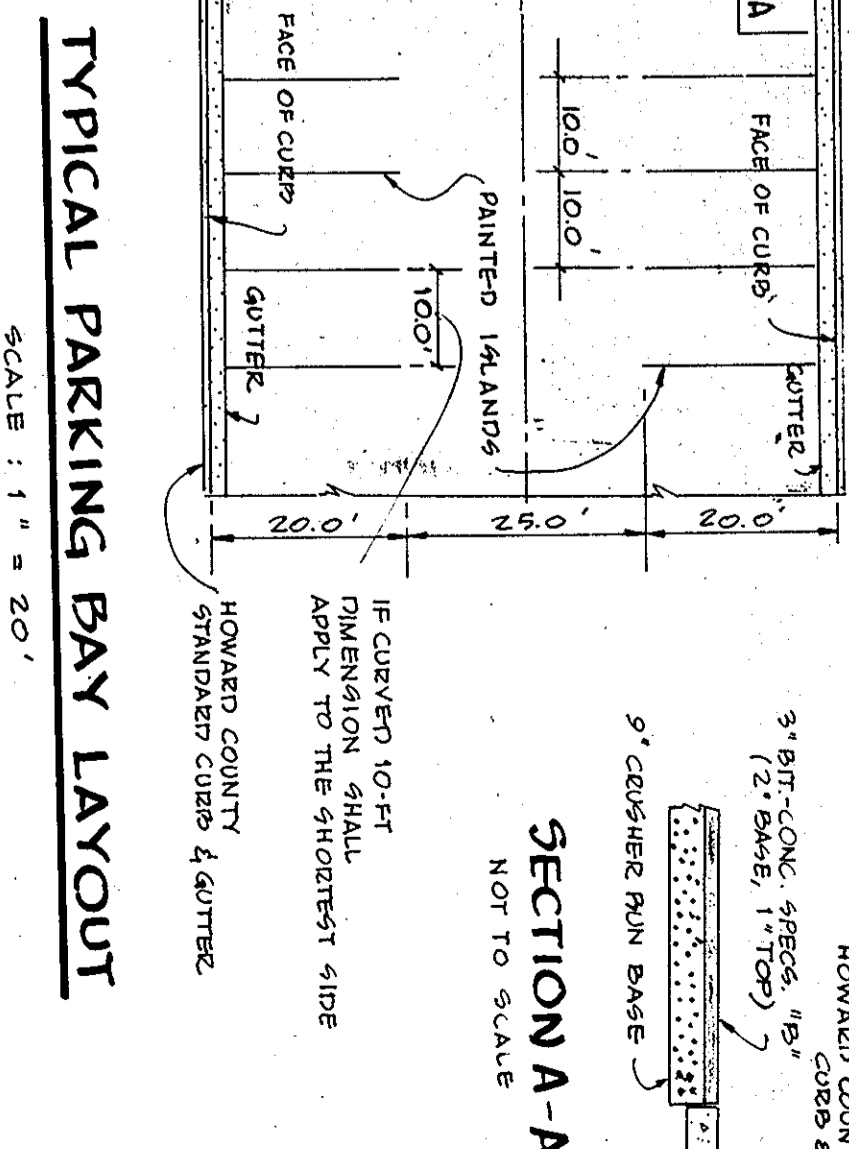 A
FACE OF CURB
GUTTER
10.0' 10.0'
PAINTED ISLANDS
10.0'
FACE OF CURB
GUTTER
20.0'
25.0'
20.0'
IF CURVED 10-FT
DIMENSION SHALL
APPLY TO THE SHORTEST SIDE
HOWARD COUNTY
STANDARD CURB & GUTTER
TYPICAL PARKING BAY LAYOUT
SCALE : 1" = 20'
HOWARD COUN
CURB &
3" BIT.-CONC. SPECS. "B"
(2" BASE, 1" TOP)
9" CRUSHER RUN BASE
SECTION A-A
NOT TO SCALE